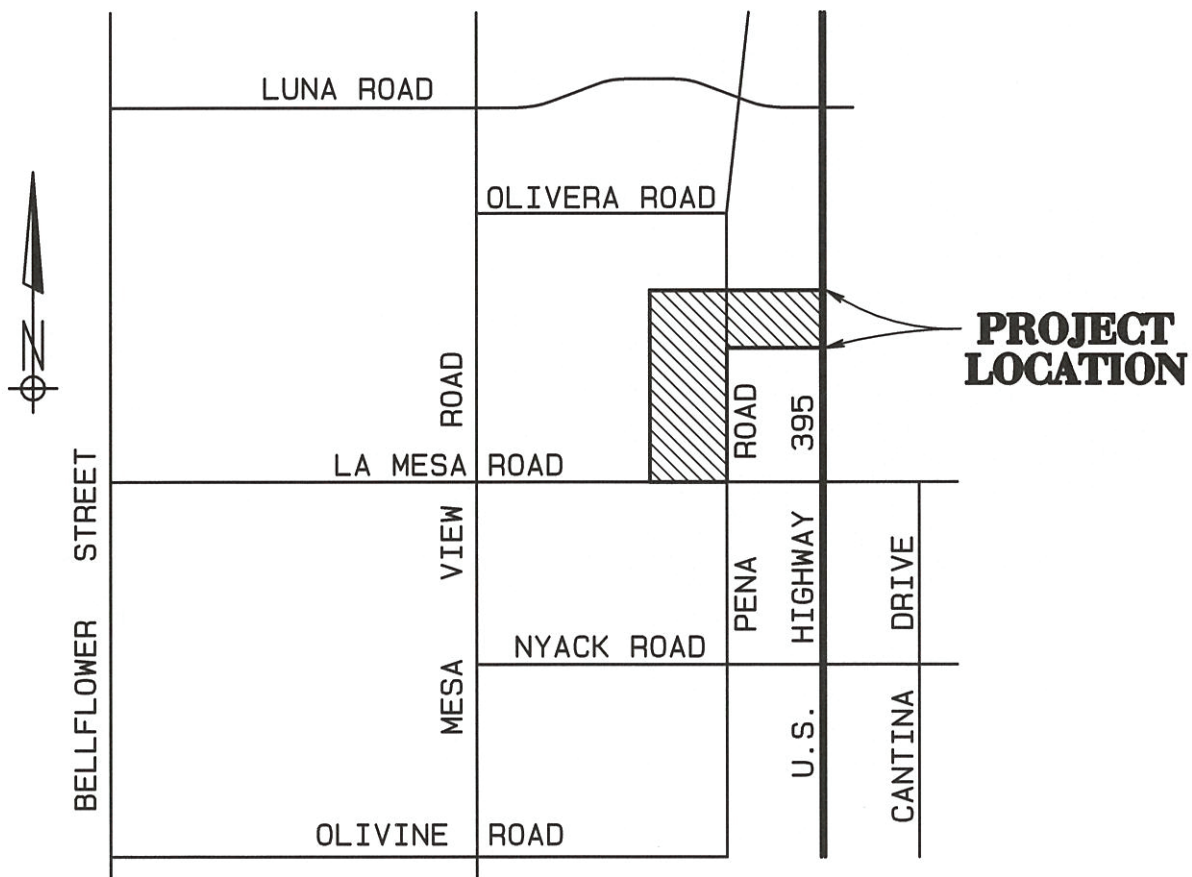 LUNA ROAD
OLIVERA ROAD
N
PROJECT
LOCATION
LA MESA ROAD
NYACK ROAD
OLIVINE ROAD
BELLFLOWER STREET
MESA VIEW ROAD
PENA ROAD
U.S. HIGHWAY 395
CANTINA DRIVE